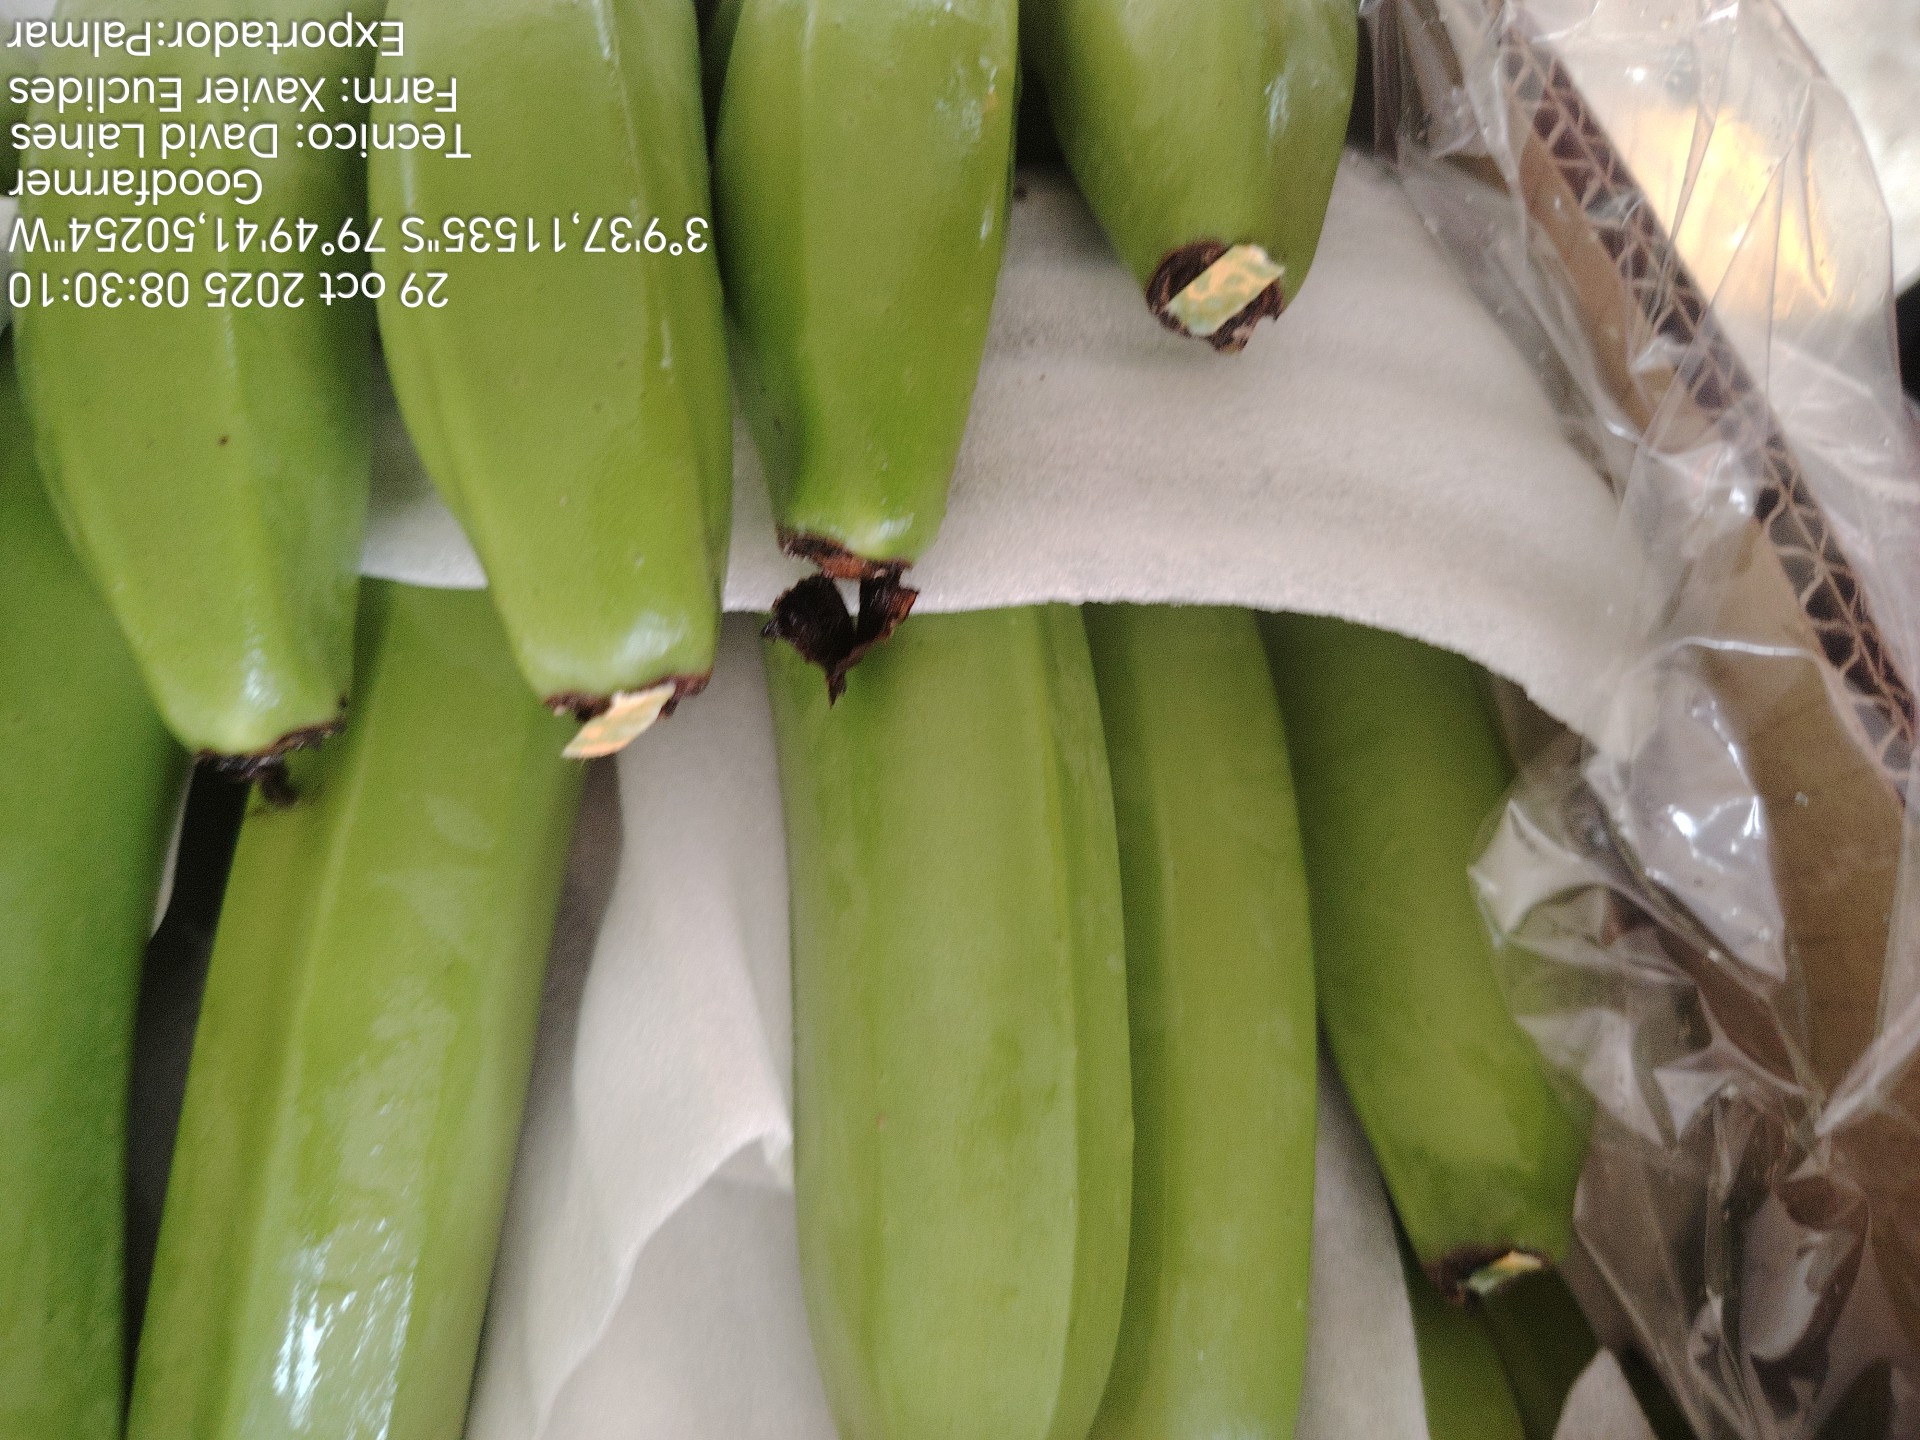 29 oct 2025 08:30:10
3°9'37,11535"S 79°49'41,50254"W
Goodfarmer
Tecnico: David Laines
Farm: Xavier Euclides
Exportador:Palmar